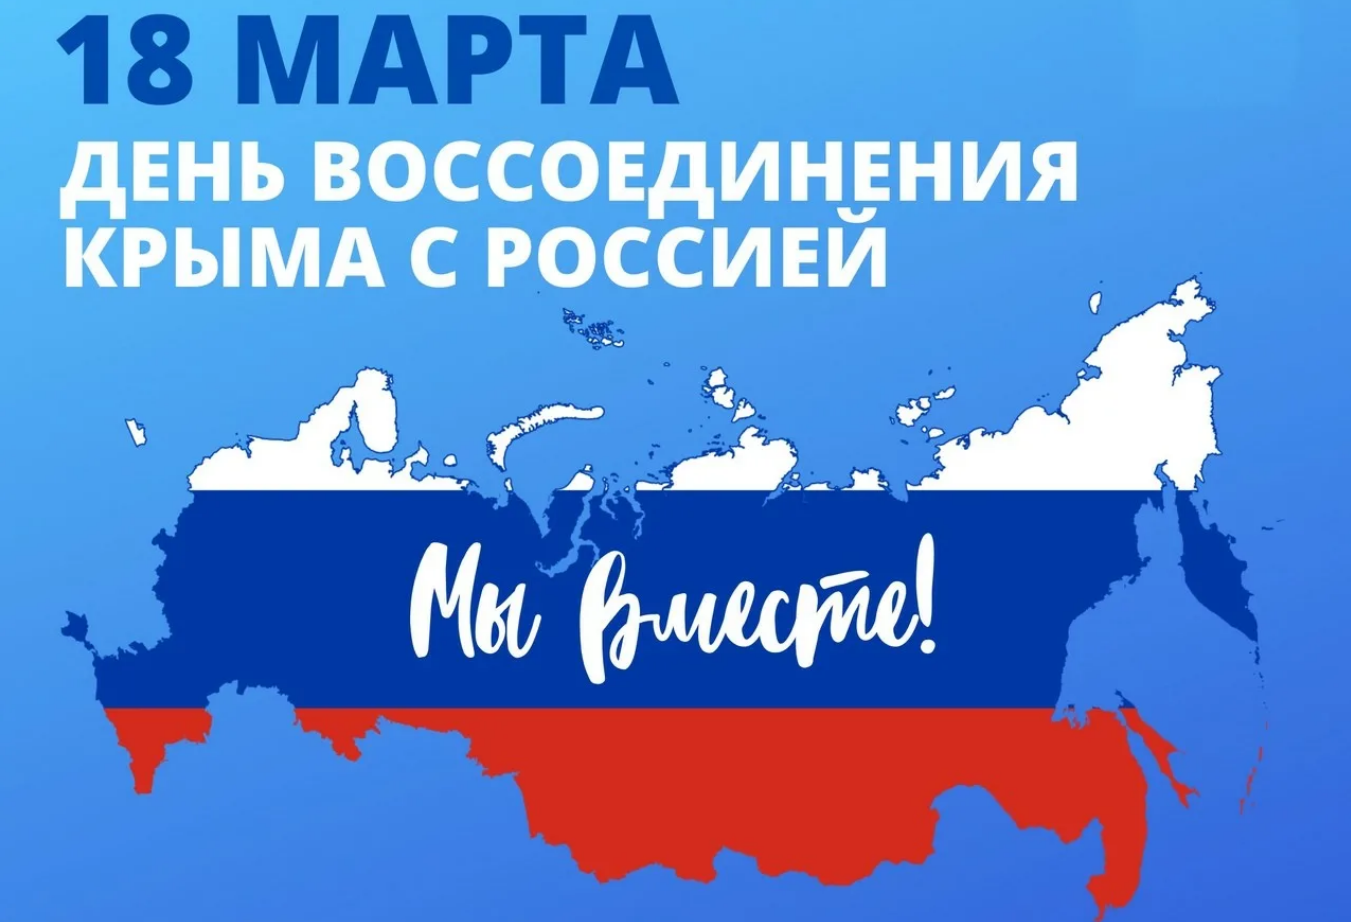 18 МАРТА
ДЕНЬ ВОССОЕДИНЕНИЯ
КРЫМА С РОССИЕЙ
Мы вместе!